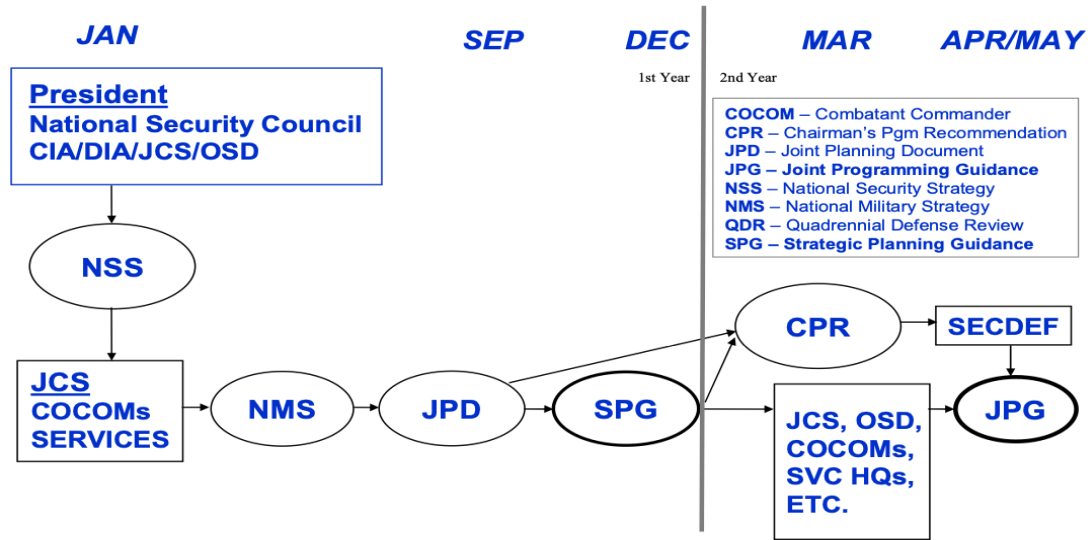 JAN
SEP
DEC
MAR
APR/MAY
1st Year
2nd Year
President
National Security Council
CIA/DIA/JCS/OSD
COCOM – Combatant Commander
CPR – Chairman's Pgm Recommendation
JPD – Joint Planning Document
JPG – Joint Programming Guidance
NSS – National Security Strategy
NMS – National Military Strategy
QDR – Quadrennial Defense Review
SPG – Strategic Planning Guidance
NSS
JCS
COCOMs
SERVICES
NMS
JPD
SPG
CPR
SECDEF
JCS, OSD,
COCOMs,
SVC HQs,
ETC.
JPG